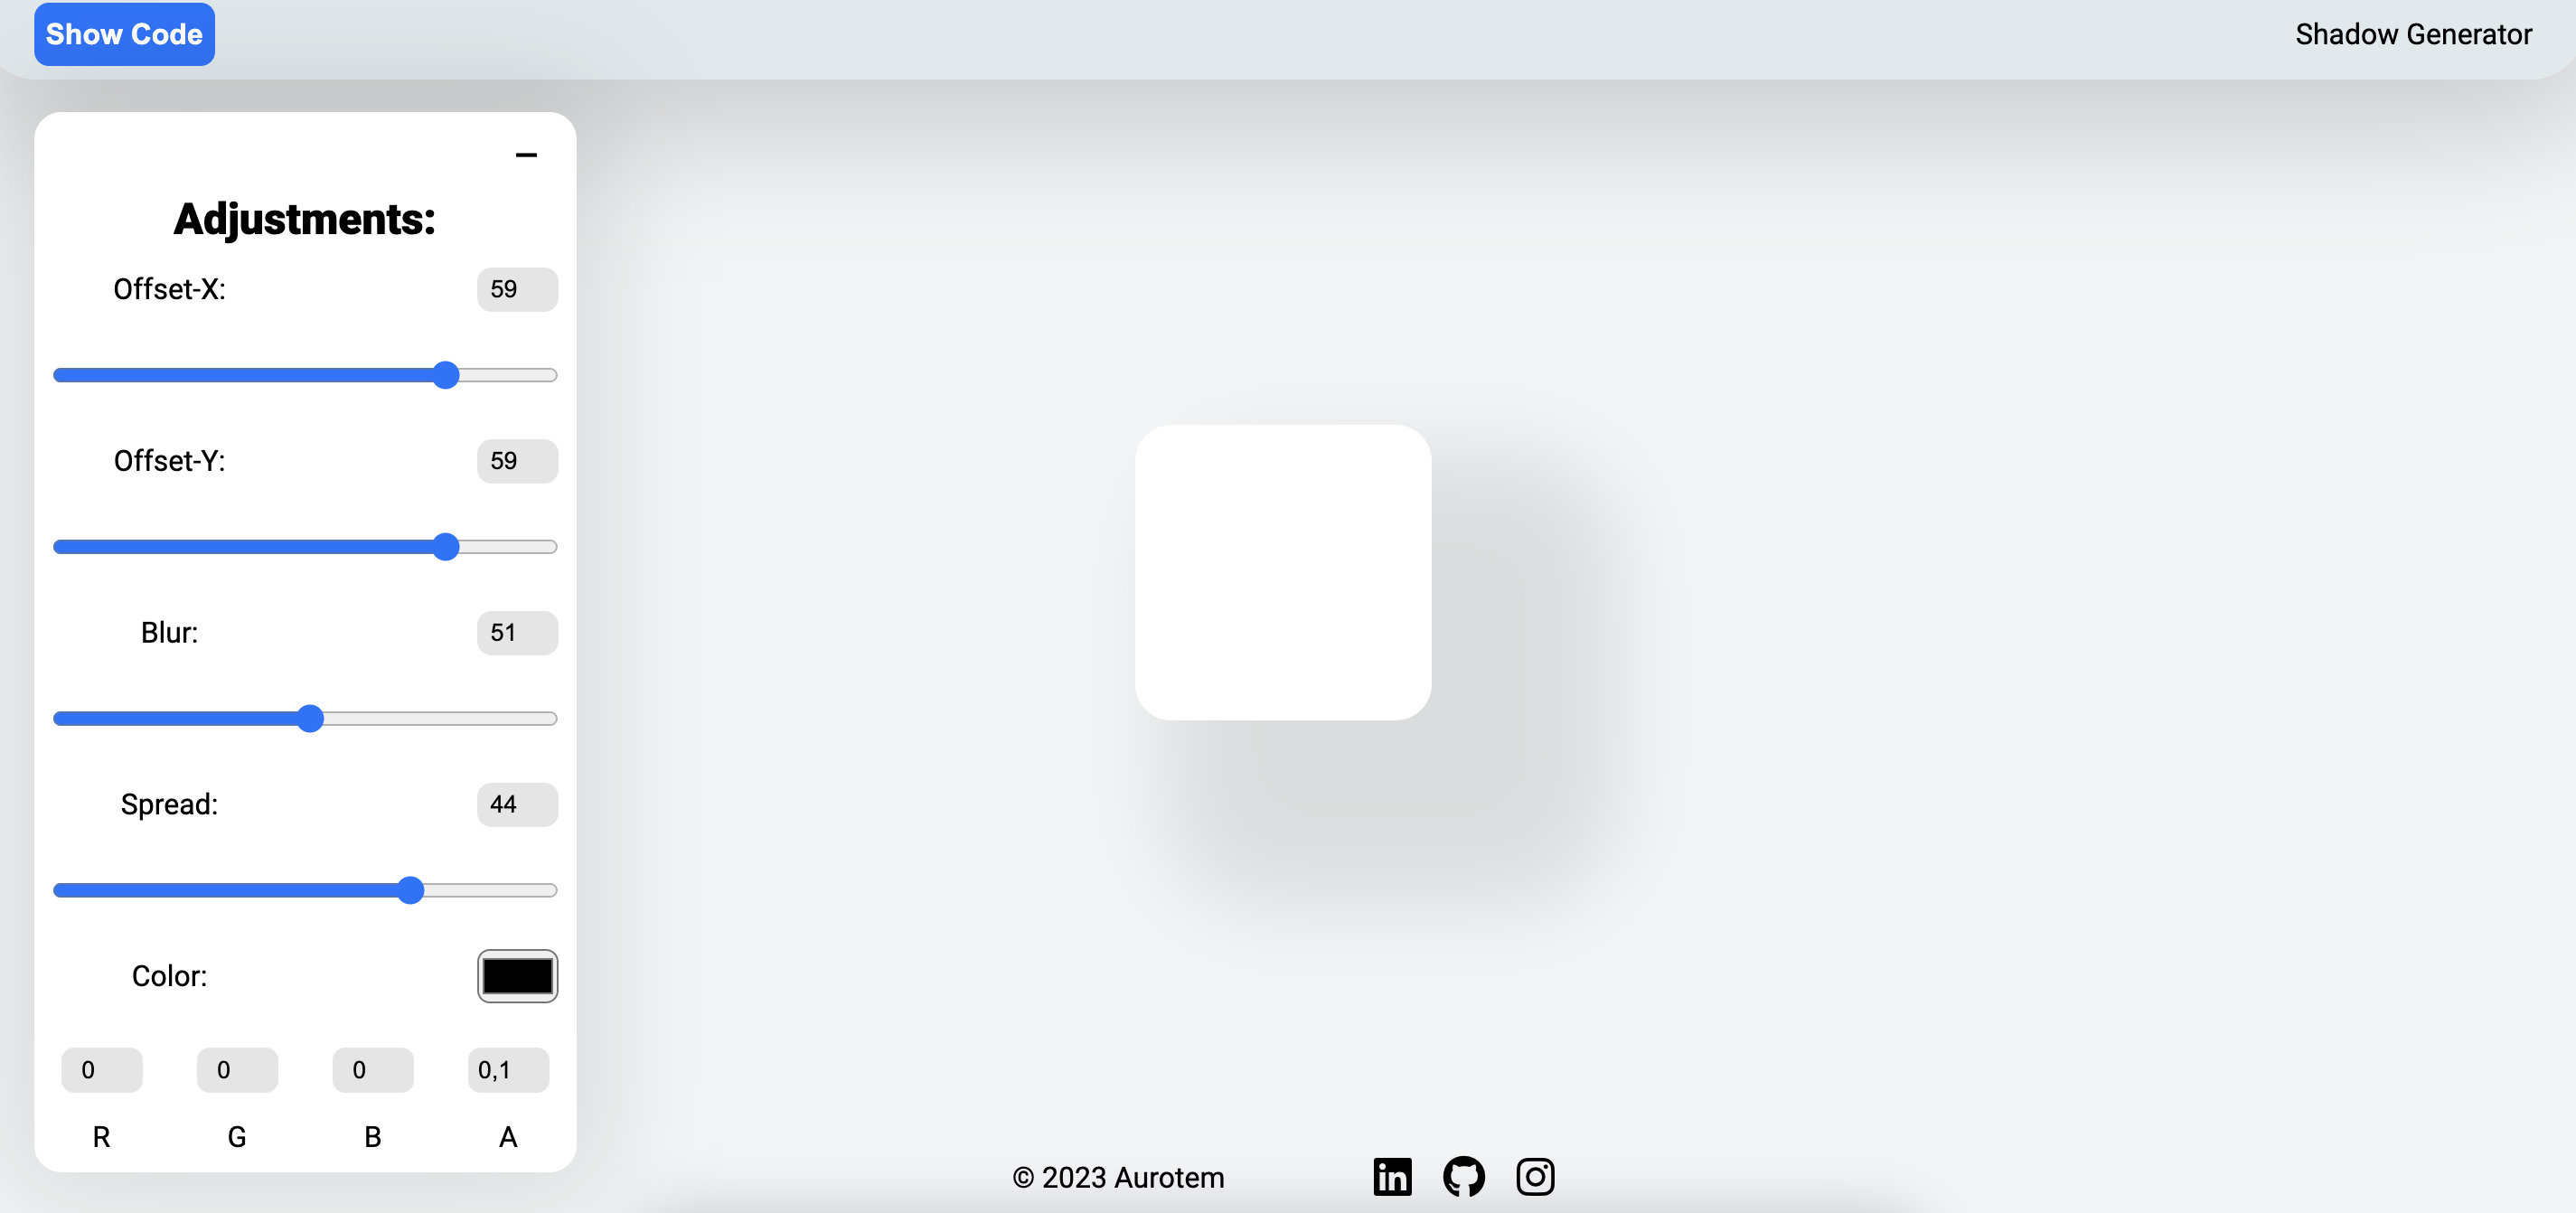 Show Code
Shadow Generator
Adjustments:
Offset-X: 59
Offset-Y: 59
Blur: 51
Spread: 44
Color:
0 0 0 0,1
R G B A
© 2023 Aurotem
in